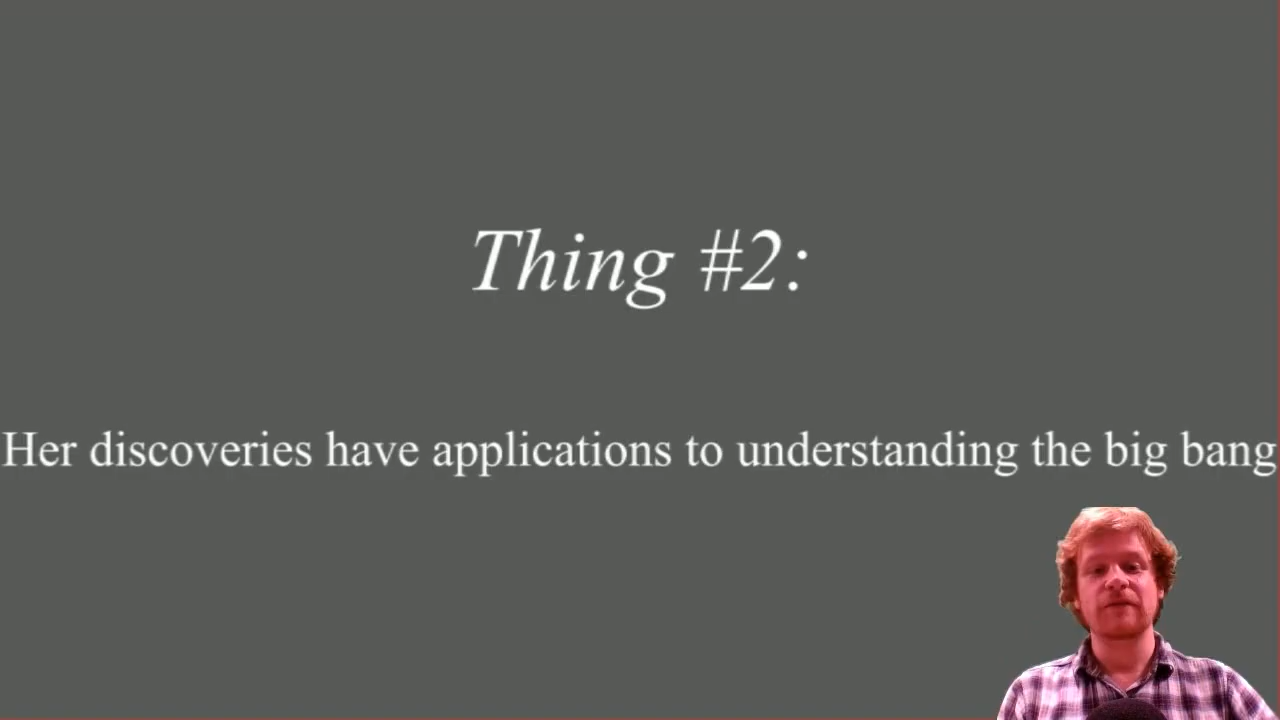 Thing #2:
Her discoveries have applications to understanding the big bang